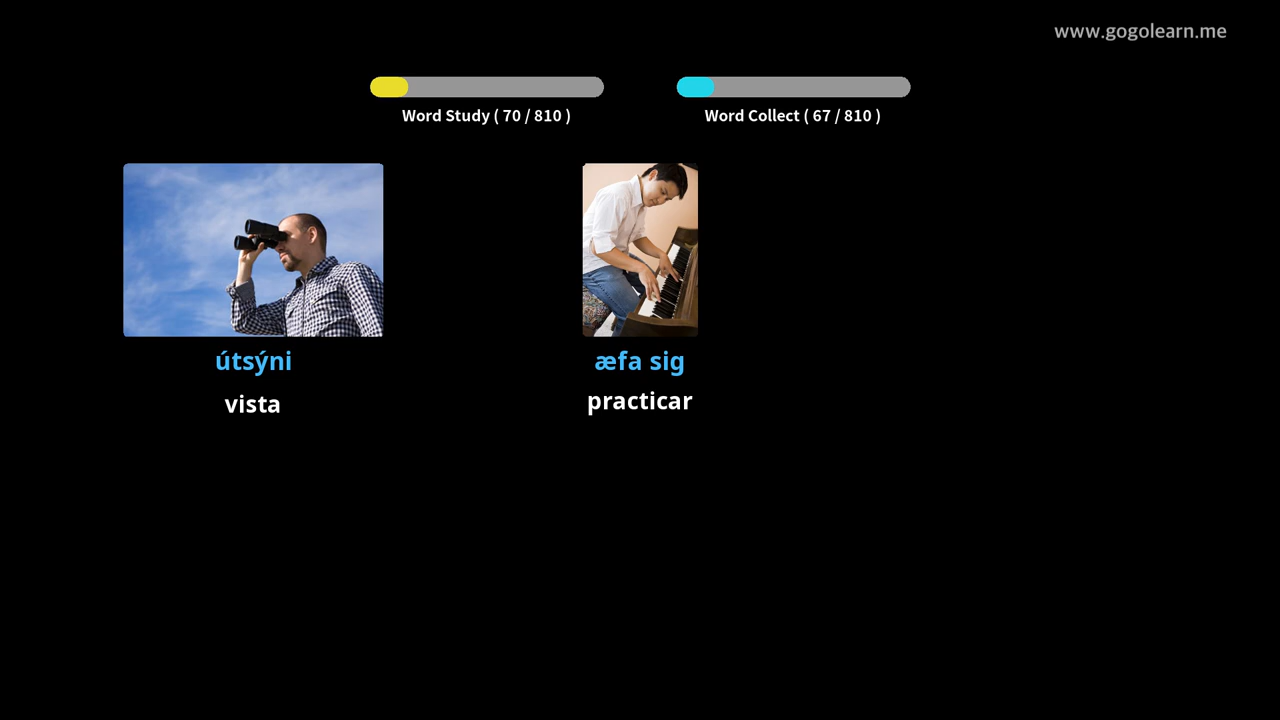 www.gogolearn.me
Word Study ( 70 / 810 )
Word Collect ( 67 / 810 )
útsýni
vista
æfa sig
practicar